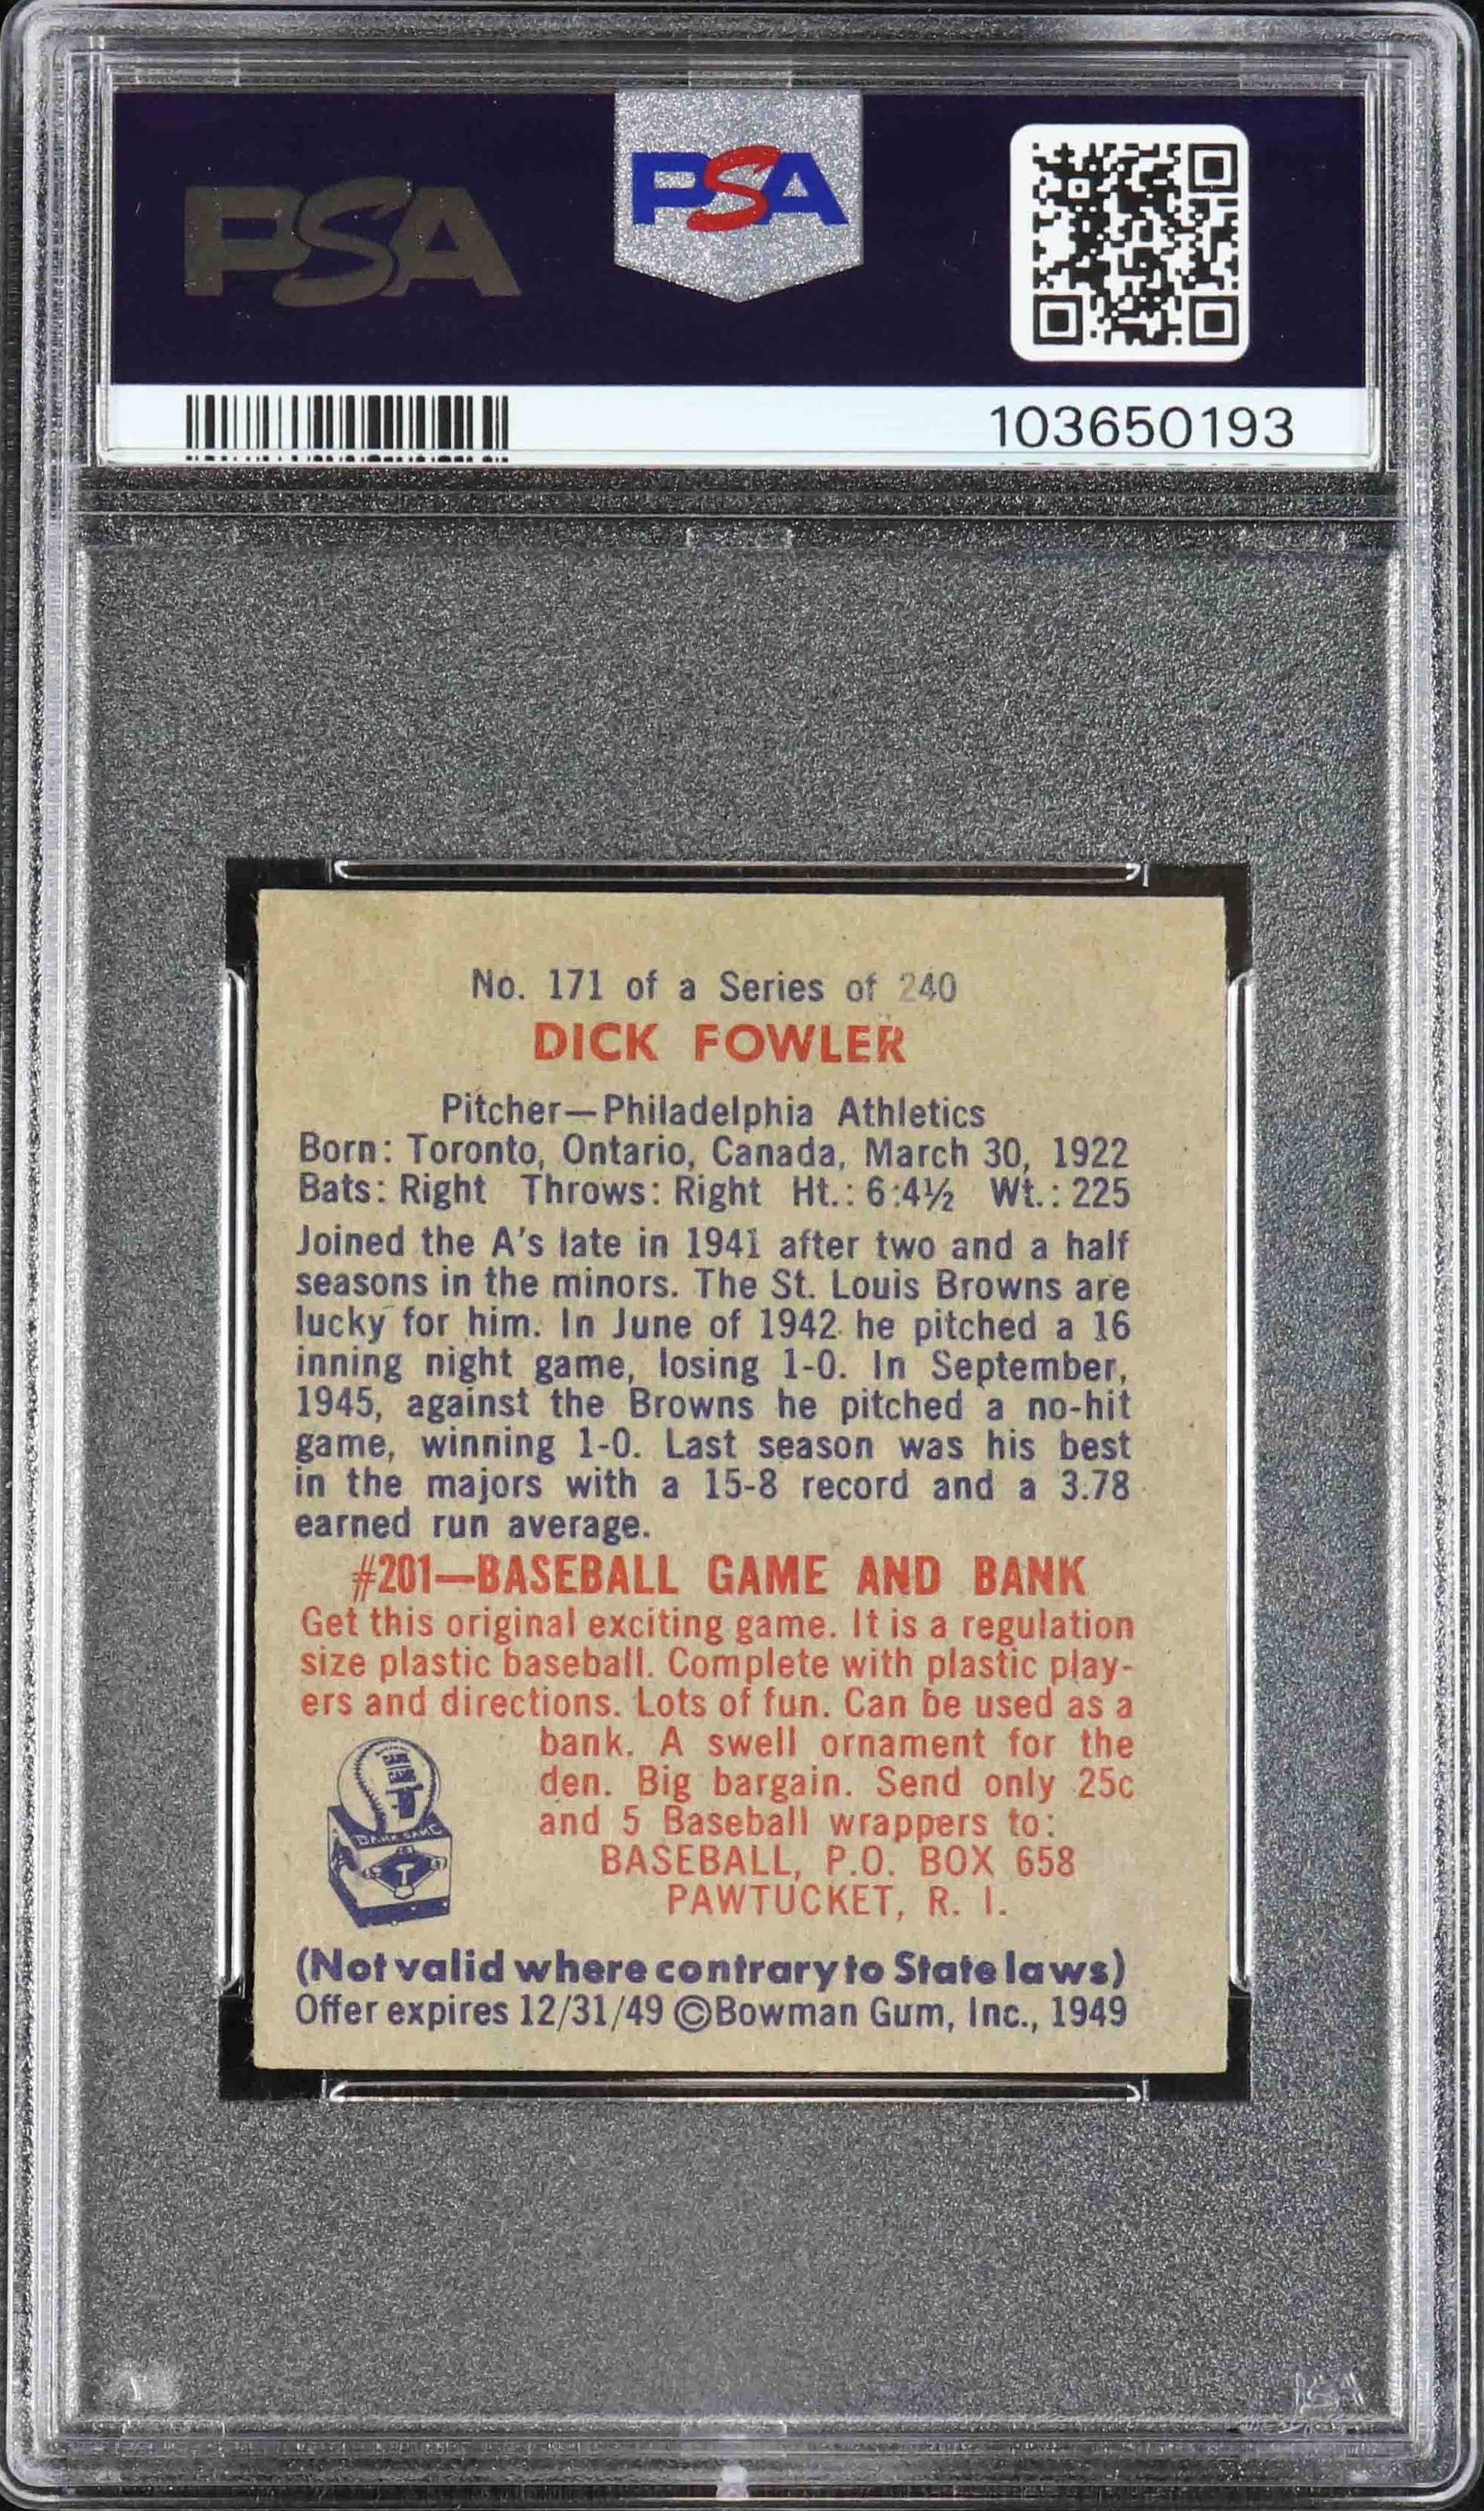 PSA
PSA
103650193
No. 171 of a Series of 240
DICK FOWLER
Pitcher—Philadelphia Athletics
Born: Toronto, Ontario, Canada, March 30, 1922
Bats: Right Throws: Right Ht.: 6:4½ Wt.: 225
Joined the A's late in 1941 after two and a half
seasons in the minors. The St. Louis Browns are
lucky for him. In June of 1942 he pitched a 16
inning night game, losing 1-0. In September,
1945, against the Browns he pitched a no-hit
game, winning 1-0. Last season was his best
in the majors with a 15-8 record and a 3.78
earned run average.
#201—BASEBALL GAME AND BANK
Get this original exciting game. It is a regulation
size plastic baseball. Complete with plastic play-
ers and directions. Lots of fun. Can be used as a
bank. A swell ornament for the
den. Big bargain. Send only 25c
and 5 Baseball wrappers to:
BASEBALL, P.O. BOX 658
PAWTUCKET, R. I.
BANK GAME
(Not valid where contrary to State laws)
Offer expires 12/31/49 ©Bowman Gum, Inc., 1949